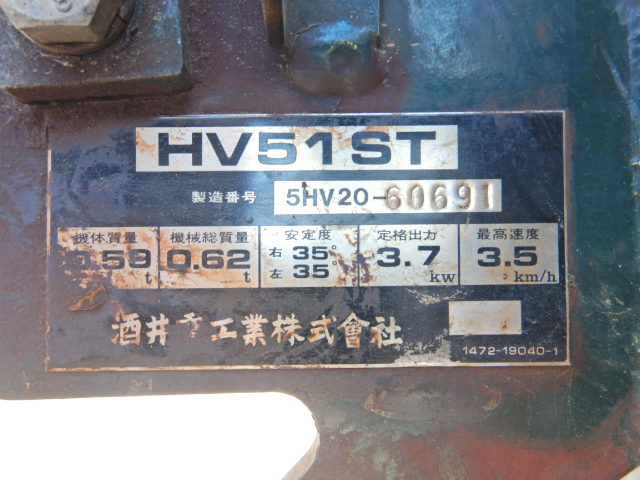 HV51ST
製造番号 5HV20-60691
機体質量 機械総質量 安定度 定格出力 最高速度
0.59 t 0.62 t 右 35° 左 35° 3.7 kw 3.5 km/h
酒井重工業株式會社
1472-19040-1